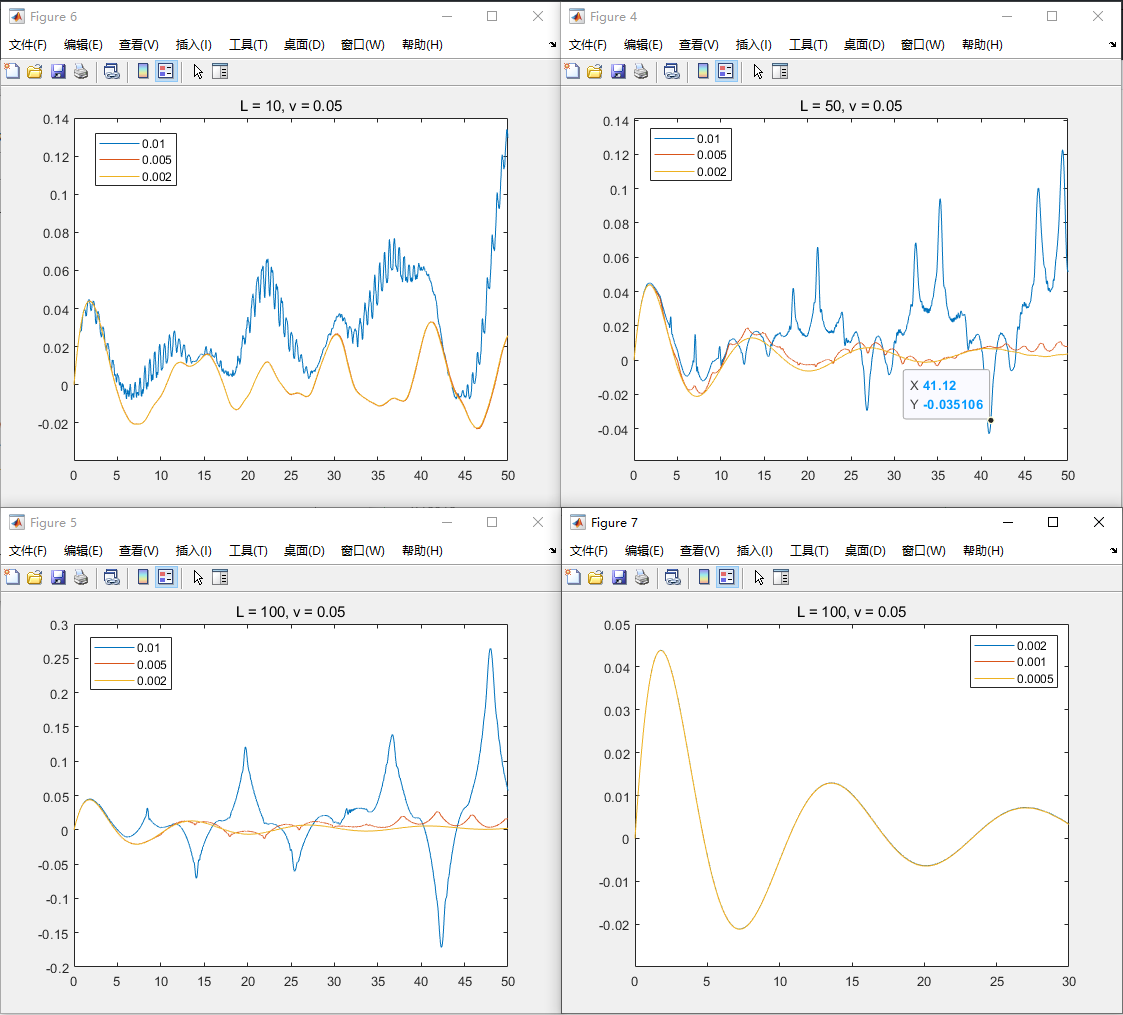 Figure 6
文件(F) 编辑(E) 查看(V) 插入(I) 工具(T) 桌面(D) 窗口(W) 帮助(H)
L = 10, v = 0.05
0.01
0.005
0.002
0.14
0.12
0.1
0.08
0.06
0.04
0.02
0
-0.02
0 5 10 15 20 25 30 35 40 45 50
Figure 4
文件(F) 编辑(E) 查看(V) 插入(I) 工具(T) 桌面(D) 窗口(W) 帮助(H)
L = 50, v = 0.05
0.01
0.005
0.002
0.14
0.12
0.1
0.08
0.06
0.04
0.02
0
-0.02
-0.04
X 41.12
Y -0.035106
0 5 10 15 20 25 30 35 40 45 50
Figure 5
文件(F) 编辑(E) 查看(V) 插入(I) 工具(T) 桌面(D) 窗口(W) 帮助(H)
L = 100, v = 0.05
0.01
0.005
0.002
0.3
0.25
0.2
0.15
0.1
0.05
0
-0.05
-0.1
-0.15
-0.2
0 5 10 15 20 25 30 35 40 45 50
Figure 7
文件(F) 编辑(E) 查看(V) 插入(I) 工具(T) 桌面(D) 窗口(W) 帮助(H)
L = 100, v = 0.05
0.002
0.001
0.0005
0.05
0.04
0.03
0.02
0.01
0
-0.01
-0.02
0 5 10 15 20 25 30